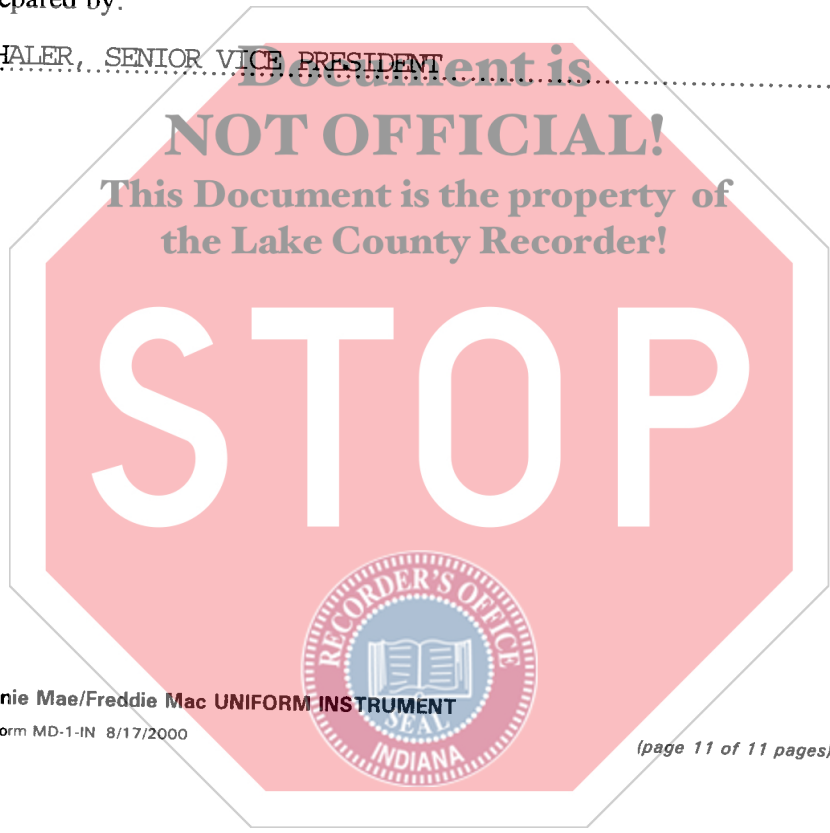 epared by:
HALER, SENIOR VICE PRESIDENT
Document is
NOT OFFICIAL!
This Document is the property of
the Lake County Recorder!
STOP
RECORDER'S OFFICE
SEAL
INDIANA
nie Mae/Freddie Mac UNIFORM INSTRUMENT
orm MD-1-IN 8/17/2000
(page 11 of 11 pages)